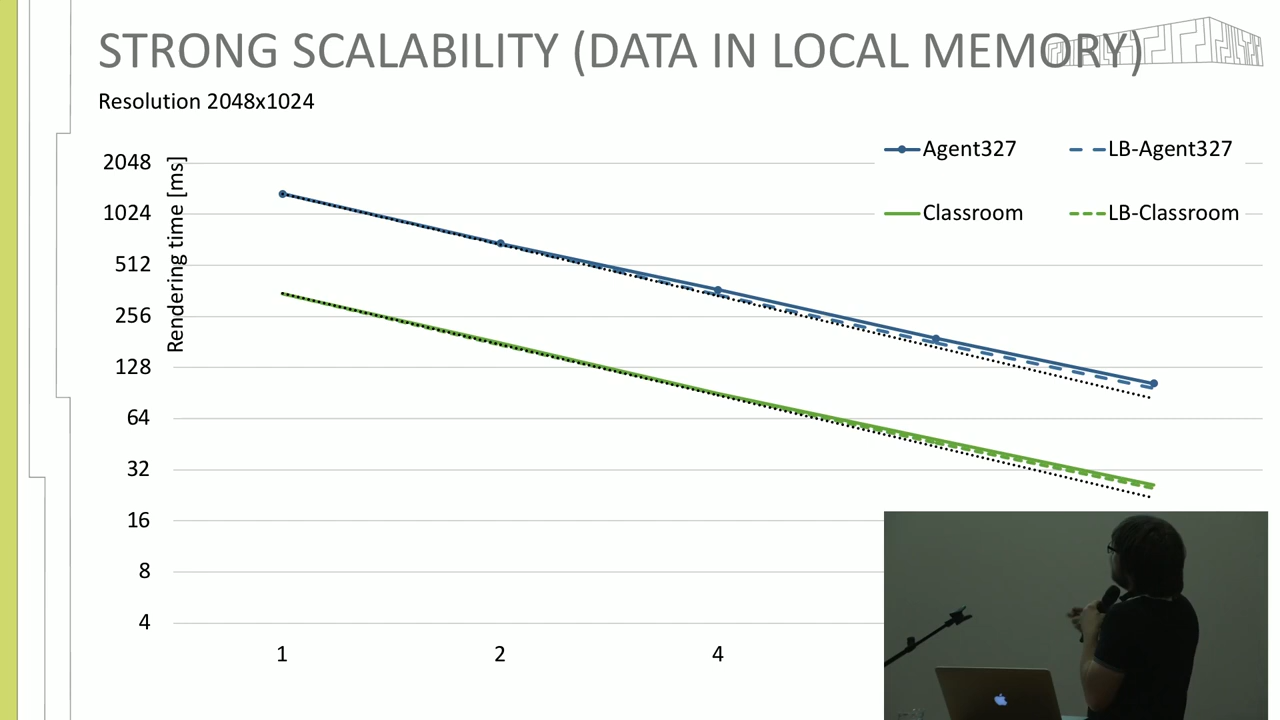 STRONG SCALABILITY (DATA IN LOCAL MEMORY)
Resolution 2048x1024
Agent327
LB-Agent327
Classroom
LB-Classroom
Rendering time [ms]
2048
1024
512
256
128
64
32
16
8
4
1
2
4